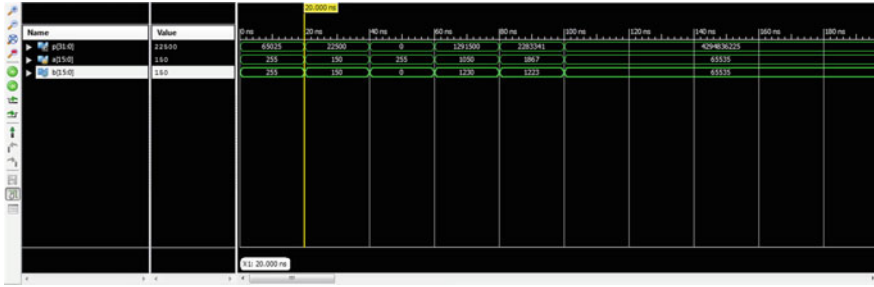 20.000 ns
Name Value
0 ns 20 ns 40 ns 60 ns 80 ns 100 ns 120 ns 140 ns 160 ns 180 ns
p[31:0] 22500 65025 22500 0 1291500 2283341 4294836225
a[15:0] 150 255 150 255 1050 1867 65535
b[15:0] 150 255 150 0 1230 1223 65535
X1: 20.000 ns